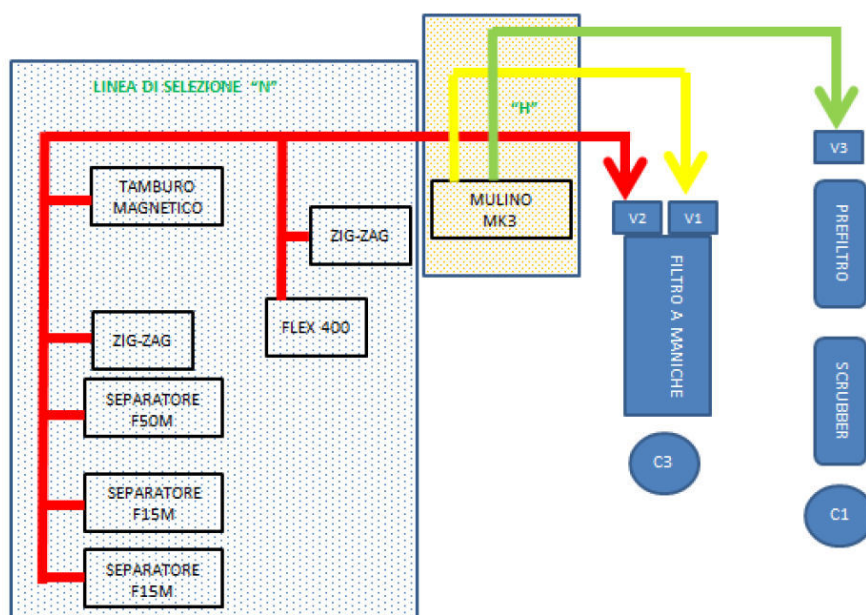 LINEA DI SELEZIONE "N"
"H"
TAMBURO
MAGNETICO
ZIG-ZAG
MULINO
MK3
V3
V2
V1
PREFILTRO
FLEX 400
ZIG-ZAG
FILTRO A MANICHE
SEPARATORE
F50M
SCRUBBER
C3
SEPARATORE
F15M
C1
SEPARATORE
F15M